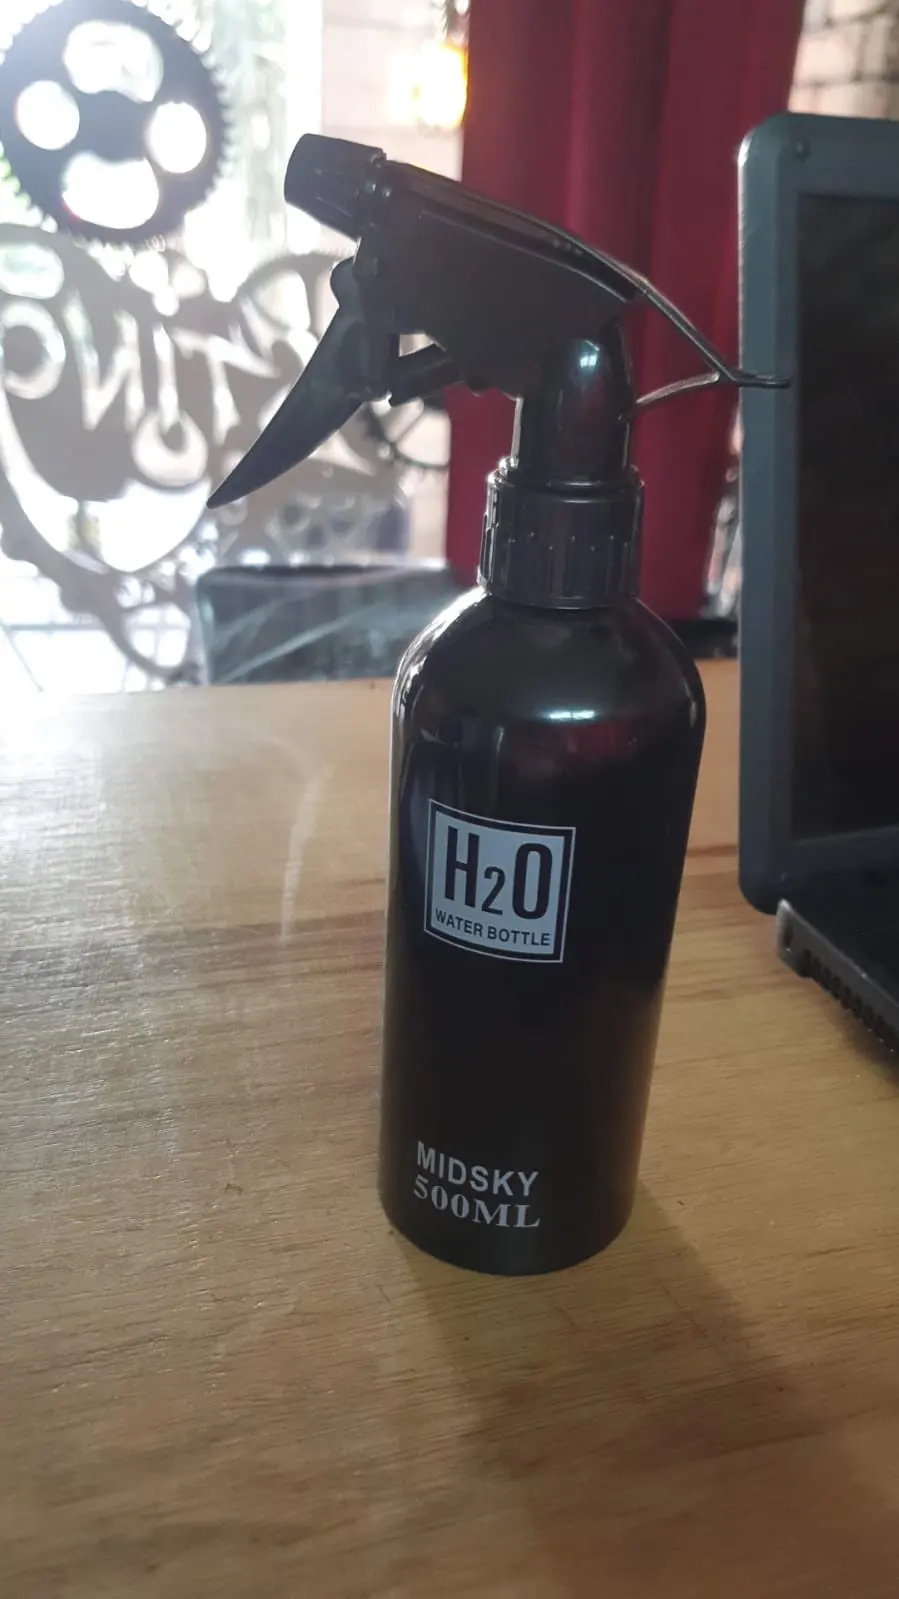 H2O
WATER BOTTLE
MIDSKY
500ML